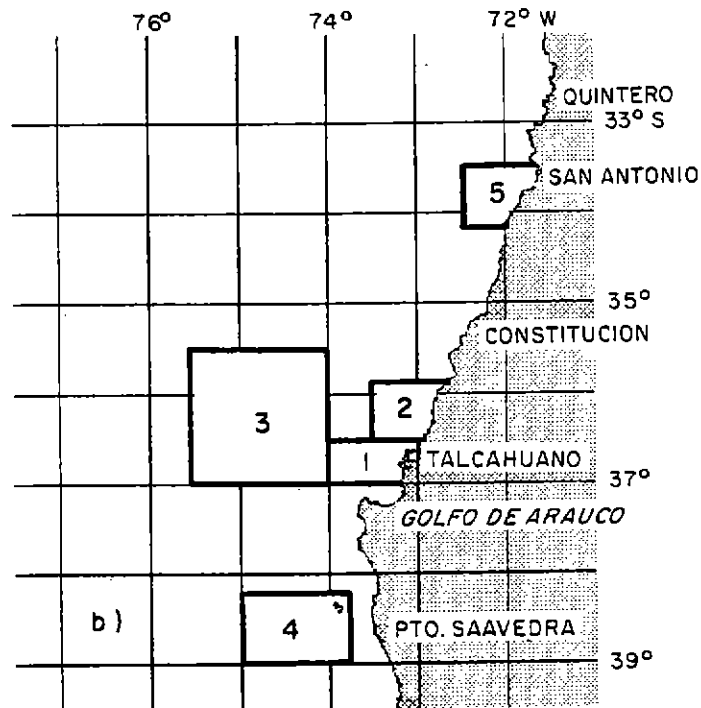 76° 74° 72° W
QUINTERO
33° S
SAN ANTONIO
5
35°
CONSTITUCION
3
2
1
TALCAHUANO
37°
GOLFO DE ARAUCO
b)
4
PTO. SAAVEDRA
39°